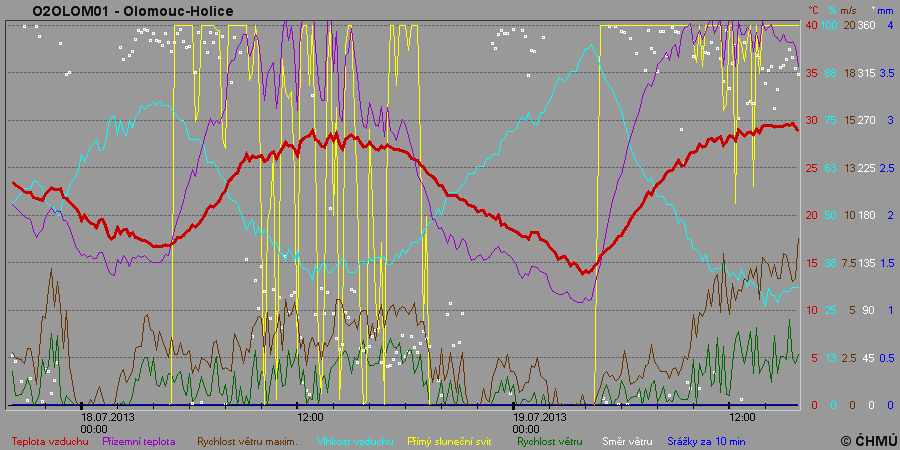 O2OLOM01 - Olomouc-Holice
°C % m/s ° mm
40 100 20 360 4
35 88 18 315 3.5
30 75 15 270 3
25 63 13 225 2.5
20 50 10 180 2
15 38 7.5 135 1.5
10 25 5 90 1
5 13 2.5 45 0.5
0 0 0 0 0
18.07.2013 12:00 19.07.2013 12:00
00:00 00:00
Teplota vzduchu Přízemní teplota Rychlost větru maxim. Vlhkost vzduchu Přímý sluneční svit Rychlost větru Směr větru Srážky za 10 min © ČHMÚ